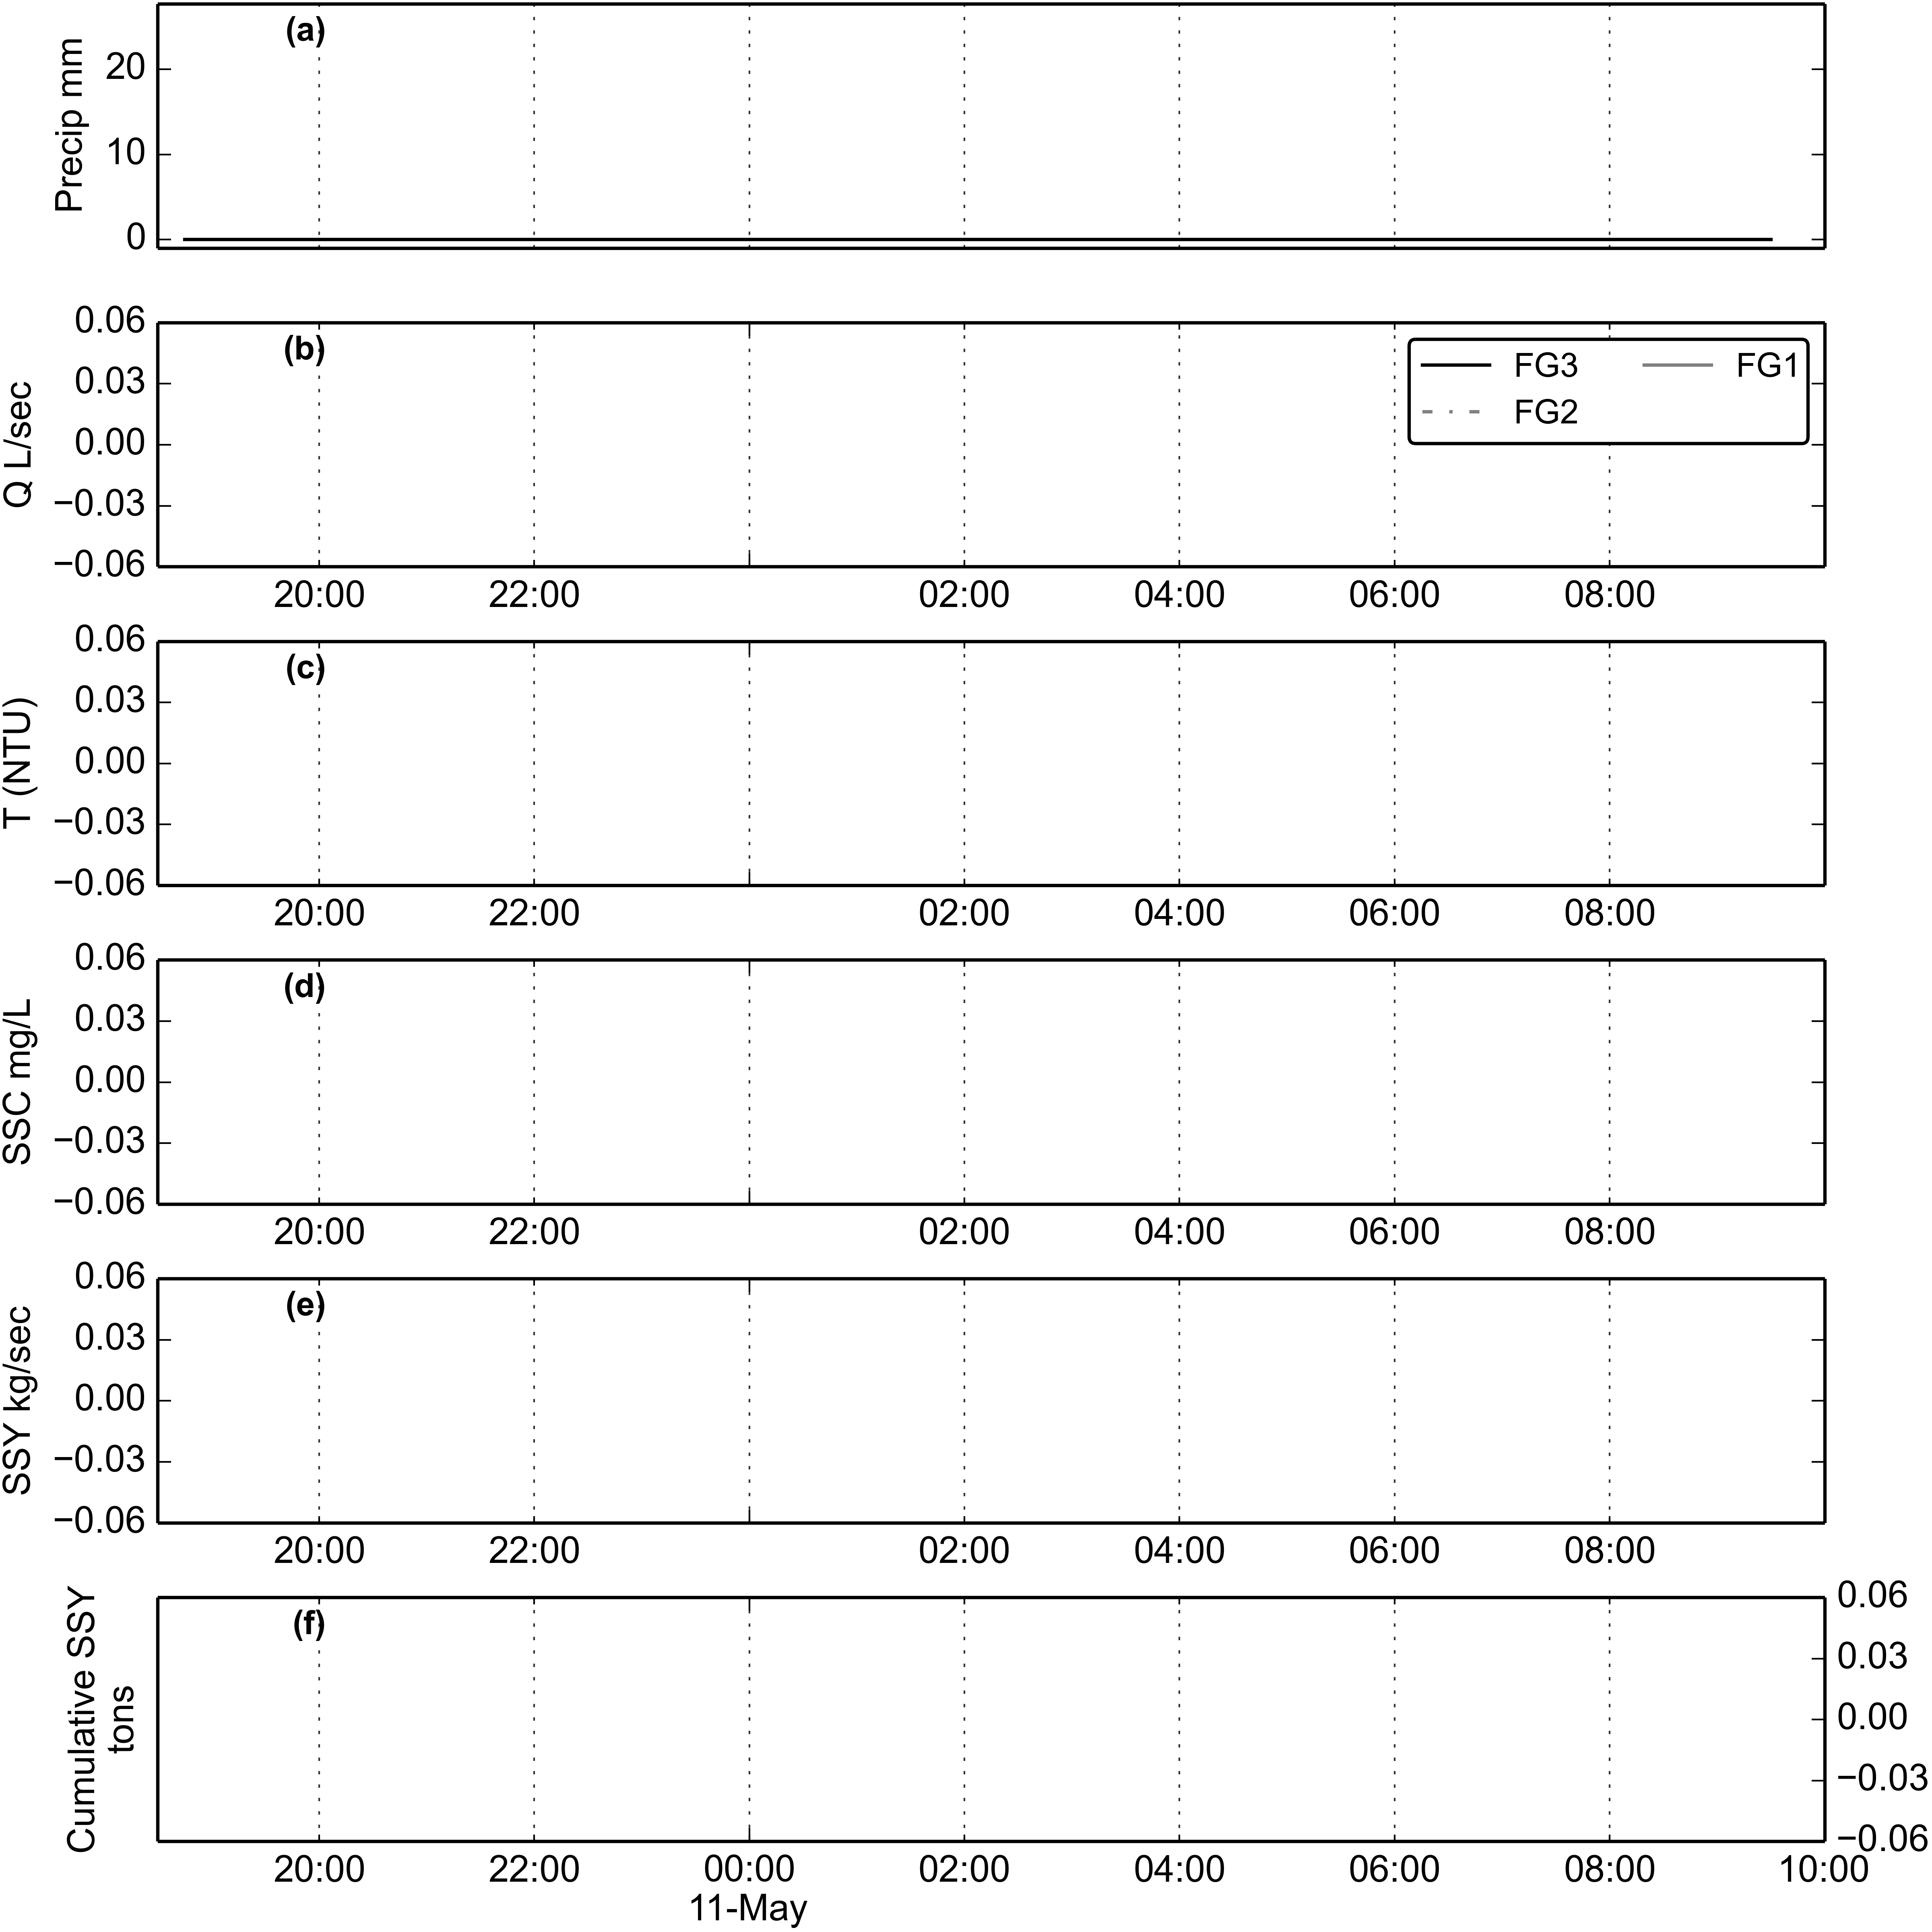 (a)
Precip mm
20
10
0
(b)
Q L/sec
0.06
0.03
0.00
−0.03
−0.06
FG3
FG1
FG2
20:00 22:00 02:00 04:00 06:00 08:00
(c)
T (NTU)
0.06
0.03
0.00
−0.03
−0.06
20:00 22:00 02:00 04:00 06:00 08:00
(d)
SSC mg/L
0.06
0.03
0.00
−0.03
−0.06
20:00 22:00 02:00 04:00 06:00 08:00
(e)
SSY kg/sec
0.06
0.03
0.00
−0.03
−0.06
20:00 22:00 02:00 04:00 06:00 08:00
(f)
Cumulative SSY
tons
0.06
0.03
0.00
−0.03
−0.06
20:00 22:00 00:00 02:00 04:00 06:00 08:00 10:00
11-May